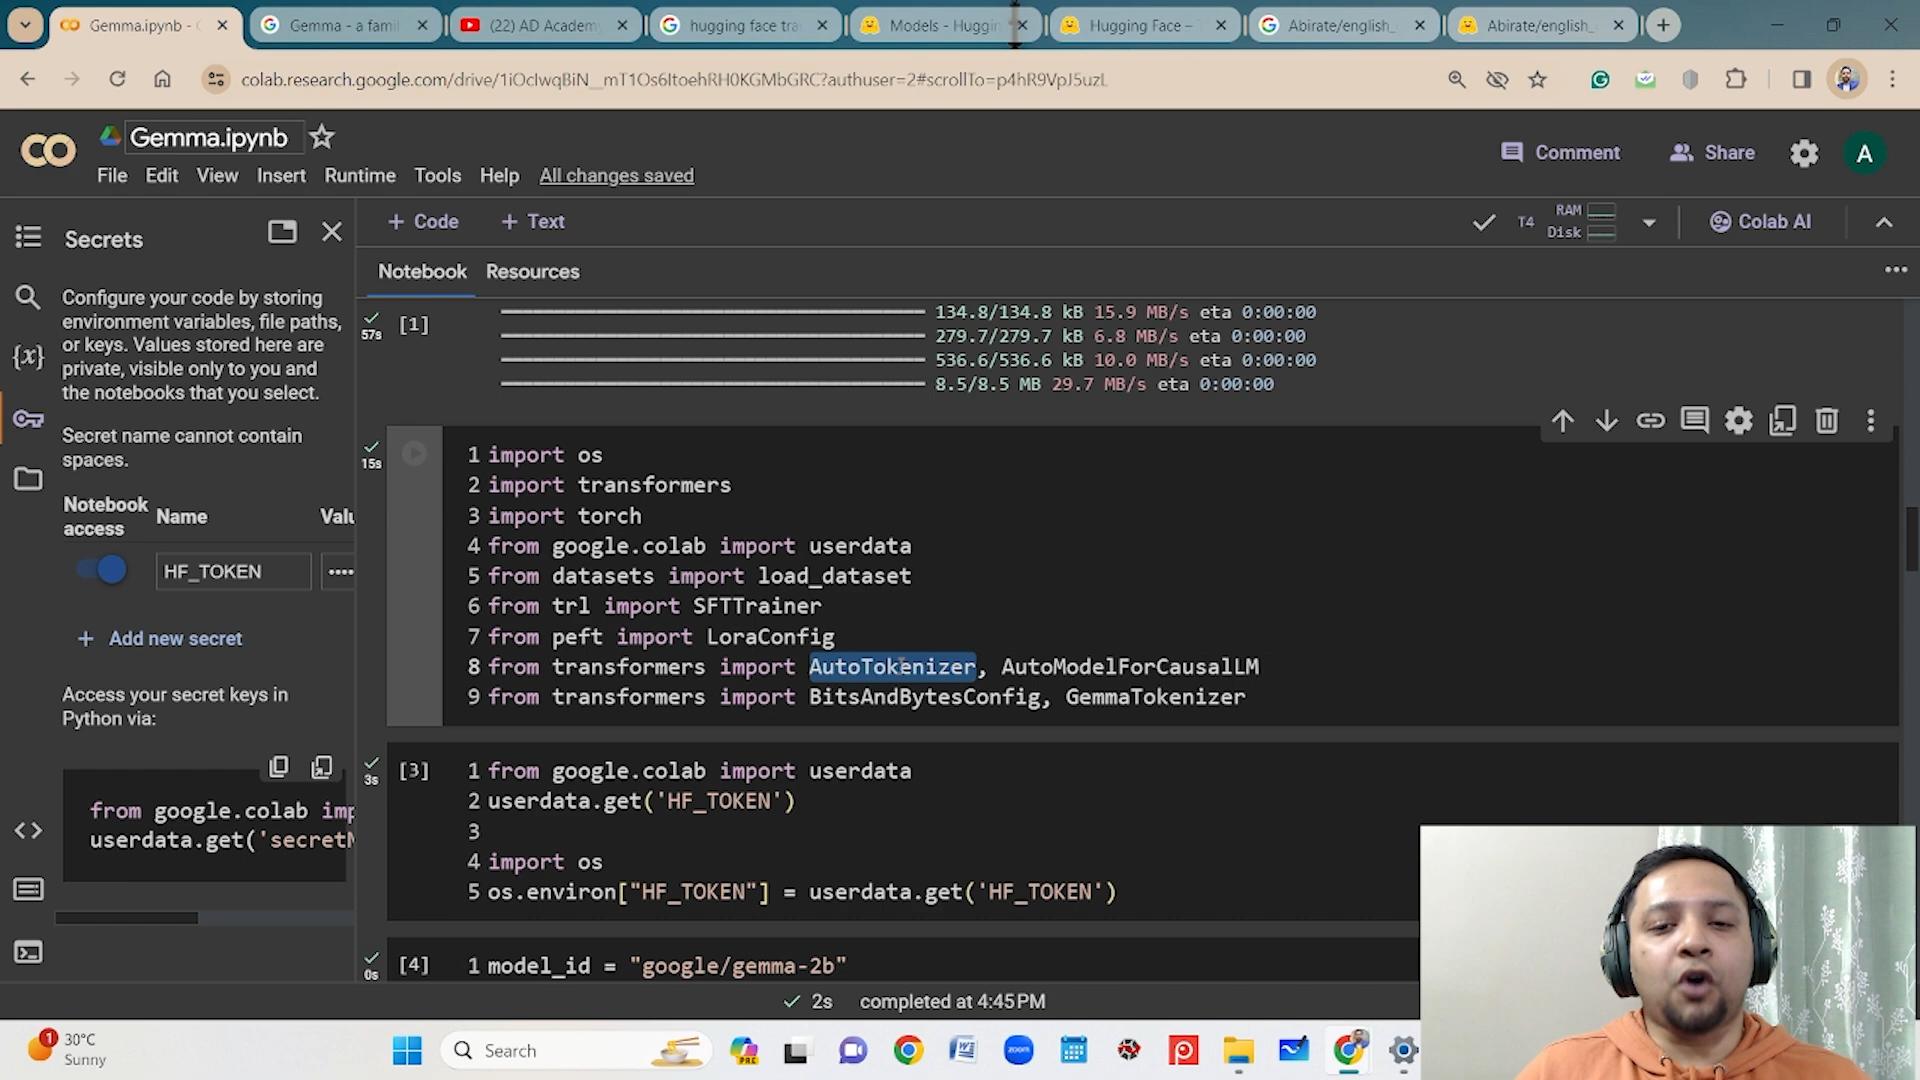 Gemma.ipynb - C
Gemma - a famil
(22) AD Academy
hugging face tra
Models - Huggin
Hugging Face – T
Abirate/english_
Abirate/english_
colab.research.google.com/drive/1iOclwqBiN__mT1Os6ItoehRH0KGMbGRC?authuser=2#scrollTo=p4hR9VpJ5uzL
Gemma.ipynb
Comment
Share
A
File Edit View Insert Runtime Tools Help All changes saved
+ Code + Text
T4
RAM
Disk
Colab AI
Secrets
Notebook Resources
Configure your code by storing
environment variables, file paths,
or keys. Values stored here are
private, visible only to you and
the notebooks that you select.
Secret name cannot contain
spaces.
Notebook
access
Name
Valu
HF_TOKEN
••••
+ Add new secret
Access your secret keys in
Python via:
from google.colab imp
userdata.get('secretN
57s
[1]
134.8/134.8 kB 15.9 MB/s eta 0:00:00
279.7/279.7 kB 6.8 MB/s eta 0:00:00
536.6/536.6 kB 10.0 MB/s eta 0:00:00
8.5/8.5 MB 29.7 MB/s eta 0:00:00
15s
1 import os
2 import transformers
3 import torch
4 from google.colab import userdata
5 from datasets import load_dataset
6 from trl import SFTTrainer
7 from peft import LoraConfig
8 from transformers import AutoTokenizer, AutoModelForCausalLM
9 from transformers import BitsAndBytesConfig, GemmaTokenizer
3s
[3]
1 from google.colab import userdata
2 userdata.get('HF_TOKEN')
3
4 import os
5 os.environ["HF_TOKEN"] = userdata.get('HF_TOKEN')
0s
[4]
1 model_id = "google/gemma-2b"
2s completed at 4:45 PM
1
30°C
Sunny
Search
PRE
zoom